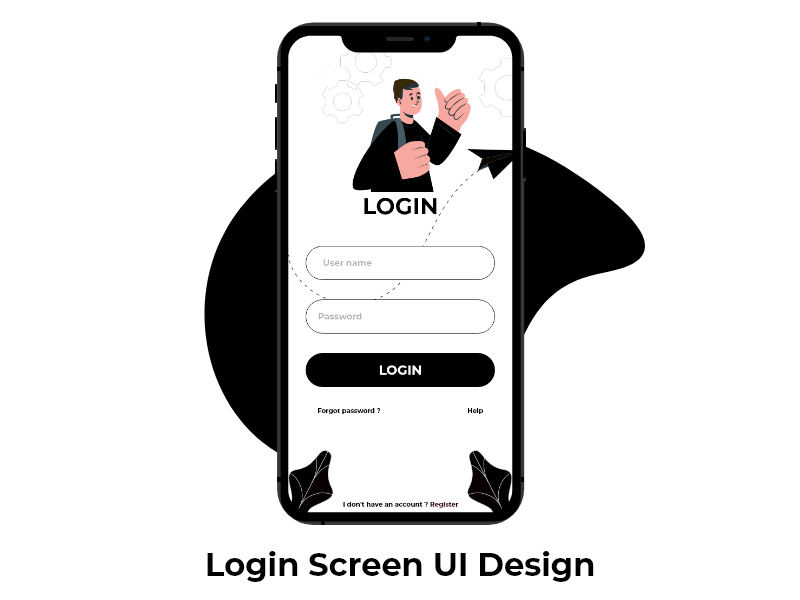 LOGIN
User name
Password
LOGIN
Forgot password ? Help
I don't have an account ? Register
Login Screen UI Design